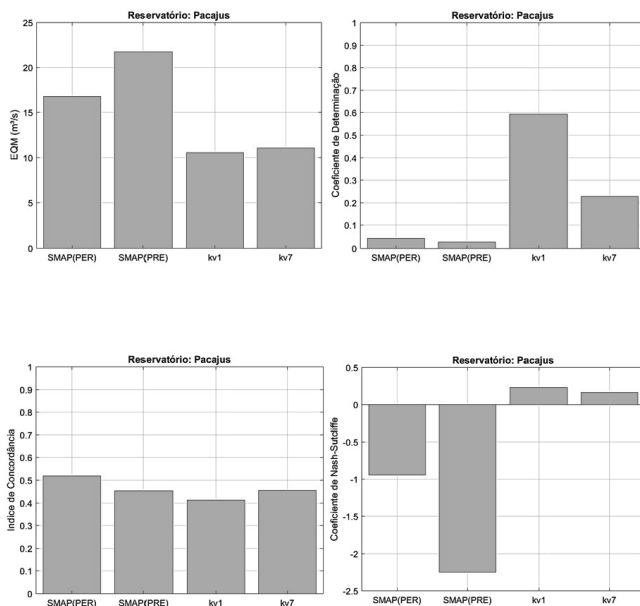 Reservatório: Pacajus
25
20
15
10
5
0
EQM (m³/s)
SMAP(PER) SMAP(PRE) kv1 kv7
Reservatório: Pacajus
1
0.9
0.8
0.7
0.6
0.5
0.4
0.3
0.2
0.1
0
Coeficiente de Determinação
SMAP(PER) SMAP(PRE) kv1 kv7
Reservatório: Pacajus
1
0.9
0.8
0.7
0.6
0.5
0.4
0.3
0.2
0.1
0
Indice de Concordância
SMAP(PER) SMAP(PRE) kv1 kv7
Reservatório: Pacajus
0.5
0
-0.5
-1
-1.5
-2
-2.5
Coeficiente de Nash-Sutcliffe
SMAP(PER) SMAP(PRE) kv1 kv7